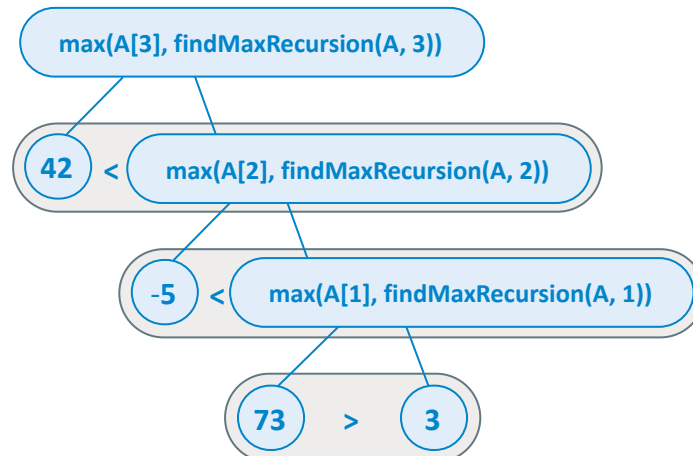 max(A[3], findMaxRecursion(A, 3))
42 < max(A[2], findMaxRecursion(A, 2))
-5 < max(A[1], findMaxRecursion(A, 1))
73 > 3